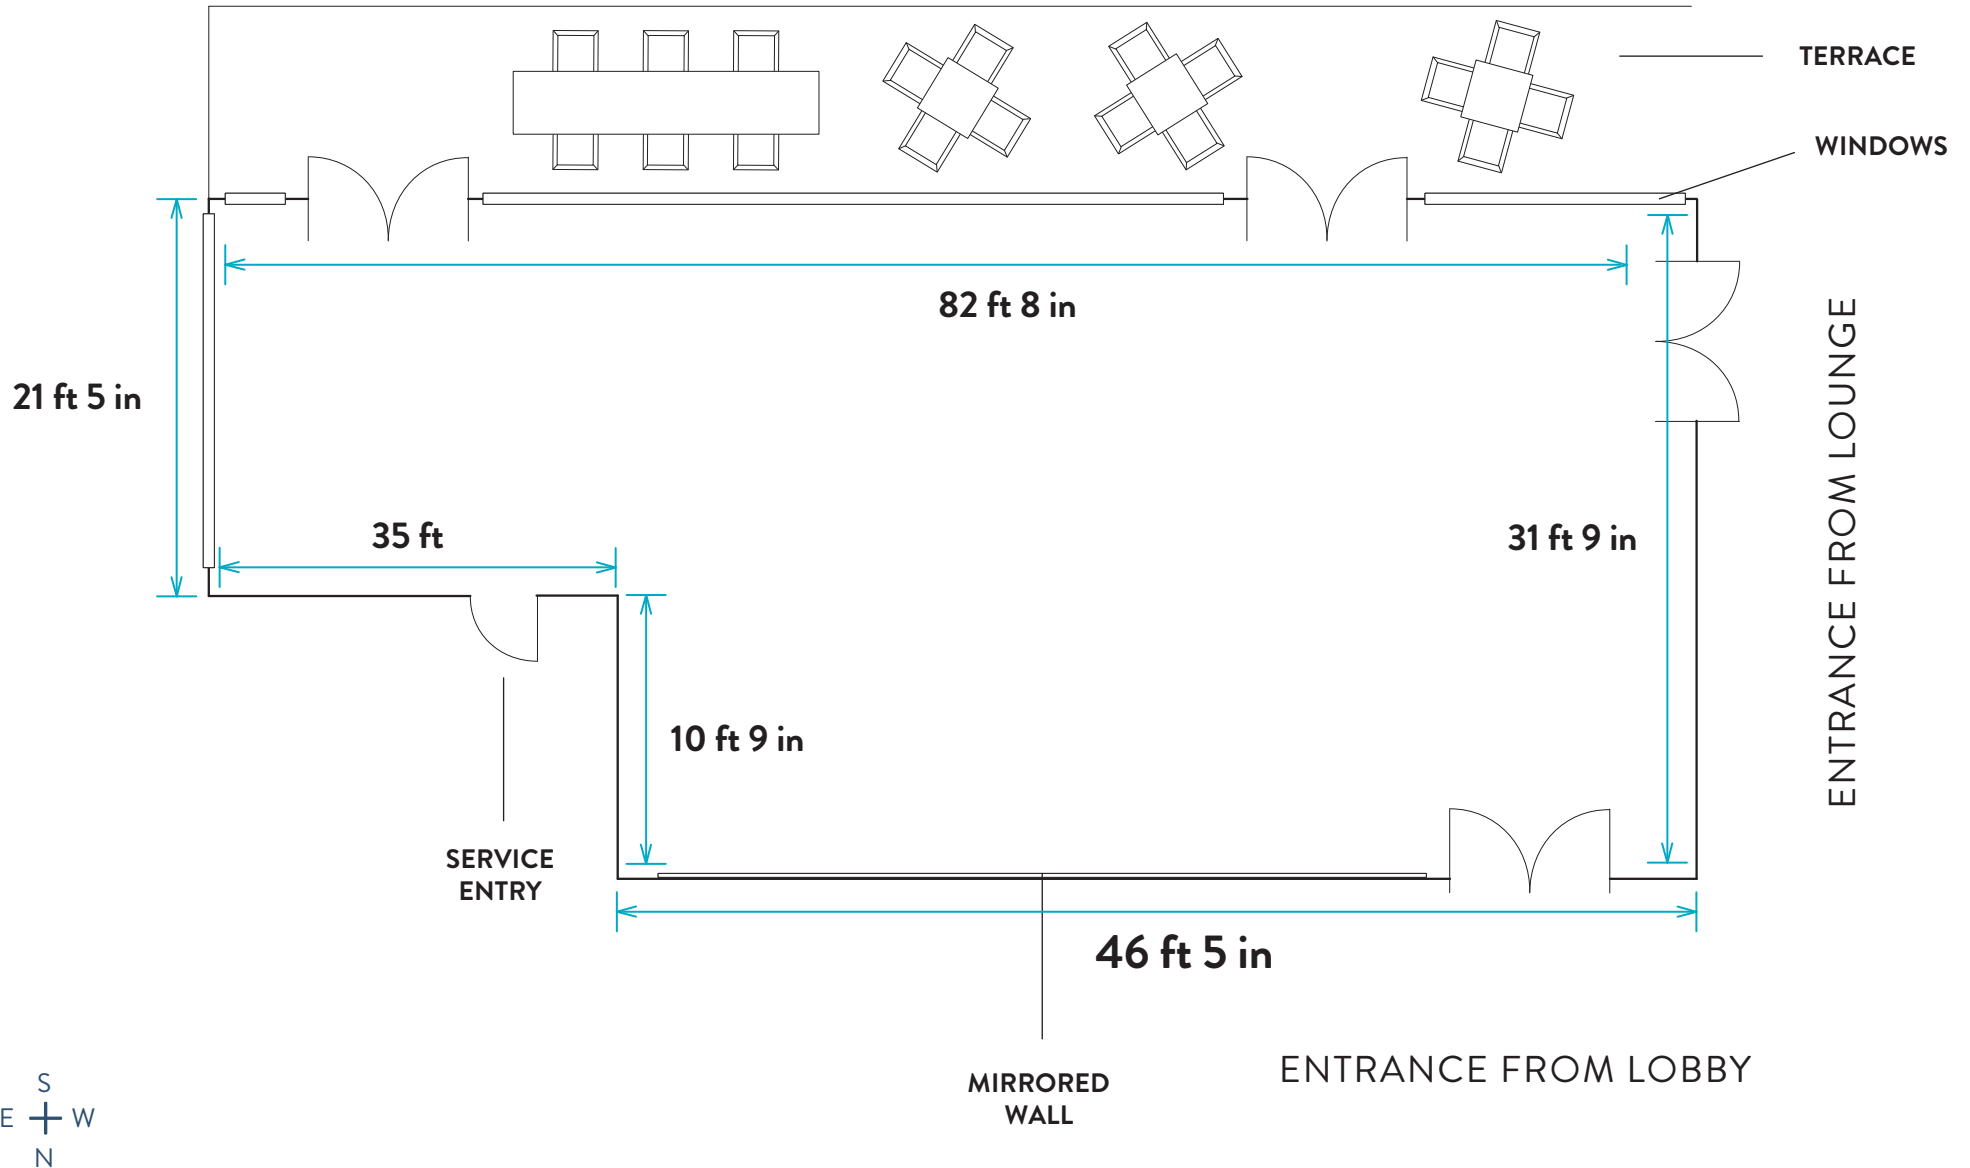 TERRACE
WINDOWS
82 ft 8 in
21 ft 5 in
ENTRANCE FROM LOUNGE
35 ft
31 ft 9 in
10 ft 9 in
SERVICE
ENTRY
46 ft 5 in
MIRRORED
WALL
ENTRANCE FROM LOBBY
S
E W
N